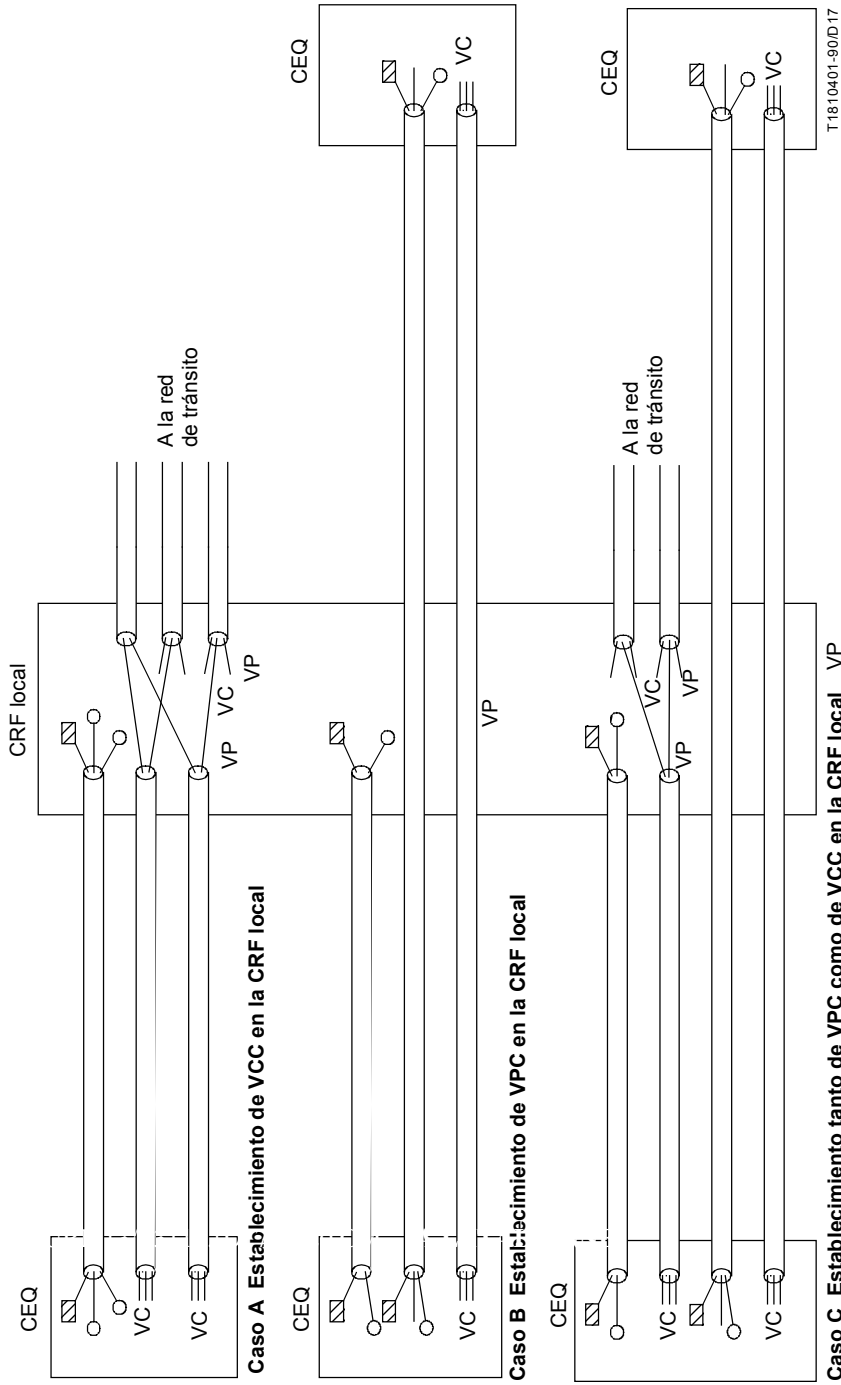 CRF local
CEQ
VC
VC
VP
VC
VP
A la red
de tránsito
Caso A Establecimiento de VCC en la CRF local
CEQ
CEQ
VC
VP
VC
Caso B Establecimiento de VPC en la CRF local
CEQ
CEQ
VC
VC
VP
VC
VP
A la red
de tránsito
VC
Caso C Establecimiento tanto de VPC como de VCC en la CRF local
VP
T1810401-90/D17